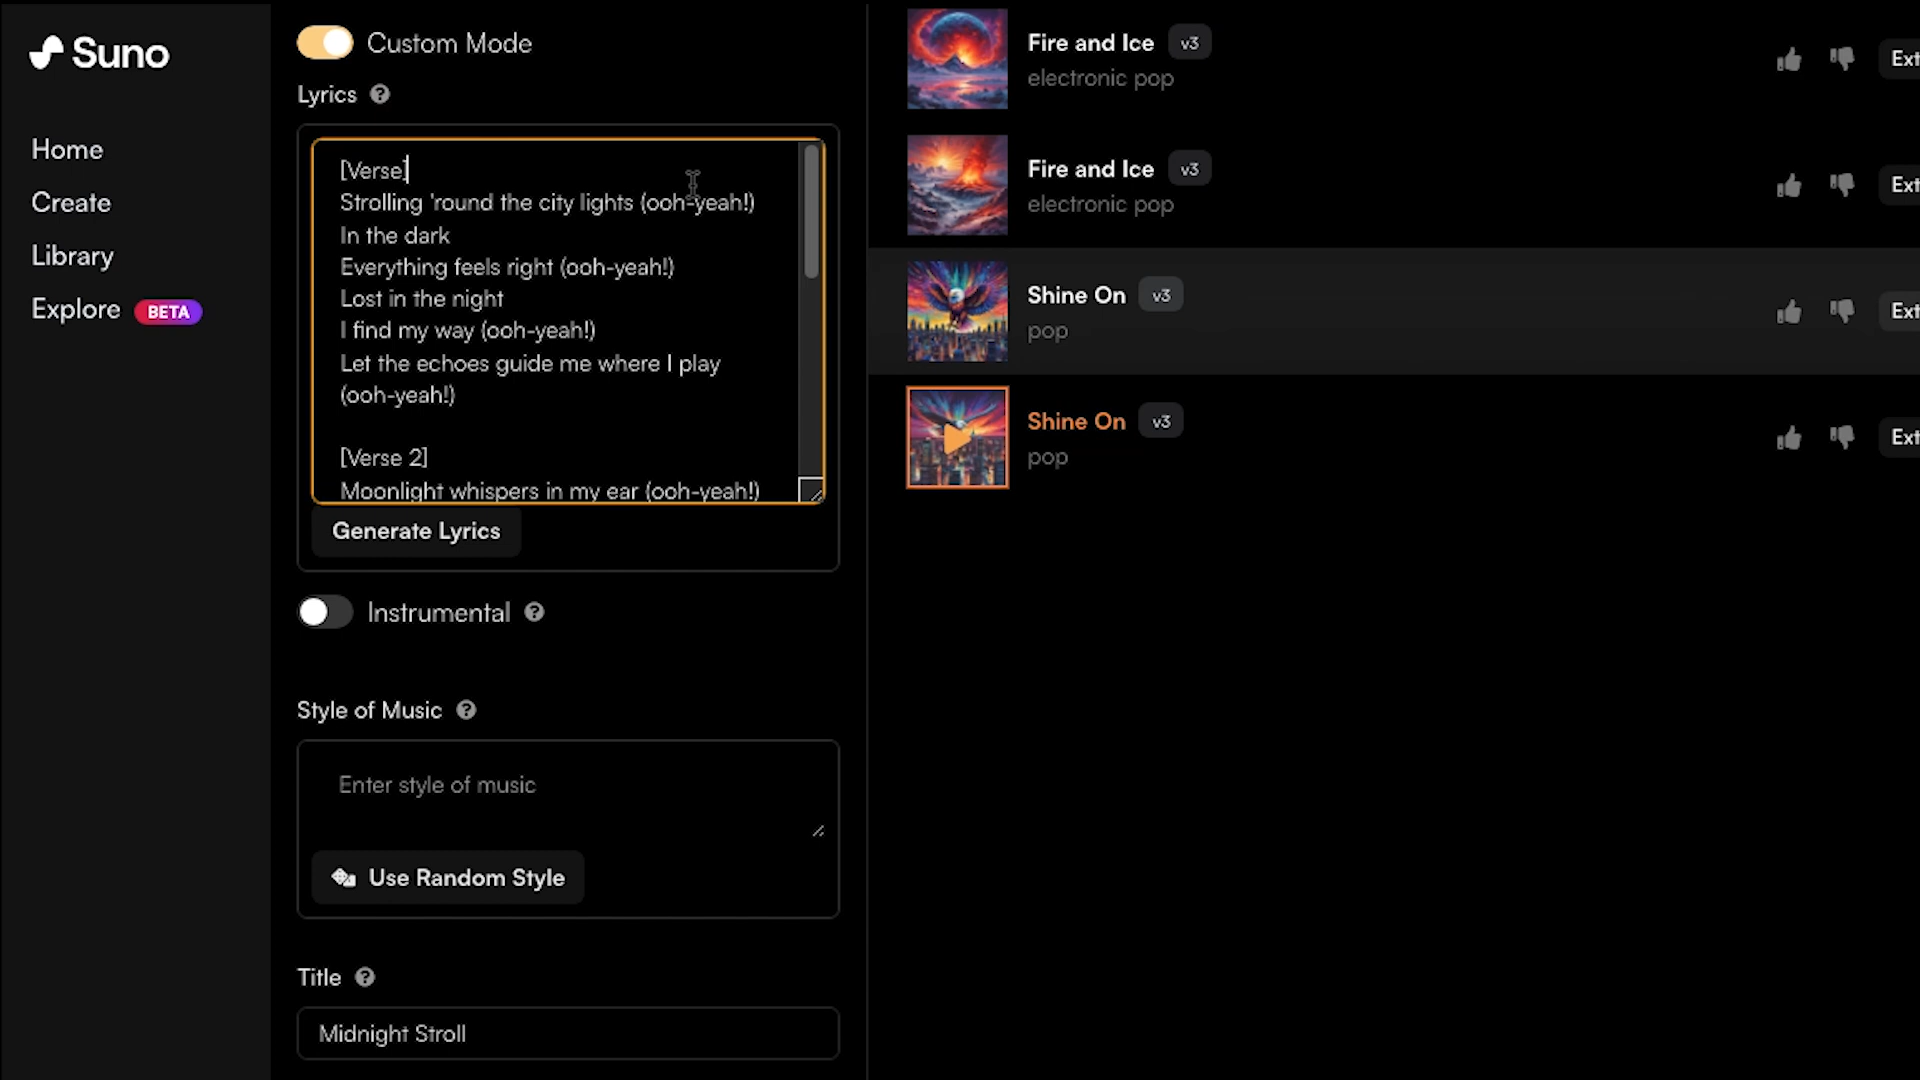 Suno
Home
Create
Library
Explore BETA
Custom Mode
Lyrics ?
[Verse]
Strolling 'round the city lights (ooh-yeah!)
In the dark
Everything feels right (ooh-yeah!)
Lost in the night
I find my way (ooh-yeah!)
Let the echoes guide me where I play
(ooh-yeah!)
[Verse 2]
Moonlight whispers in my ear (ooh-yeah!)
Generate Lyrics
Instrumental ?
Style of Music ?
Enter style of music
Use Random Style
Title ?
Midnight Stroll
Fire and Ice v3
electronic pop
Ext
Fire and Ice v3
electronic pop
Ext
Shine On v3
pop
Ext
Shine On v3
pop
Ext